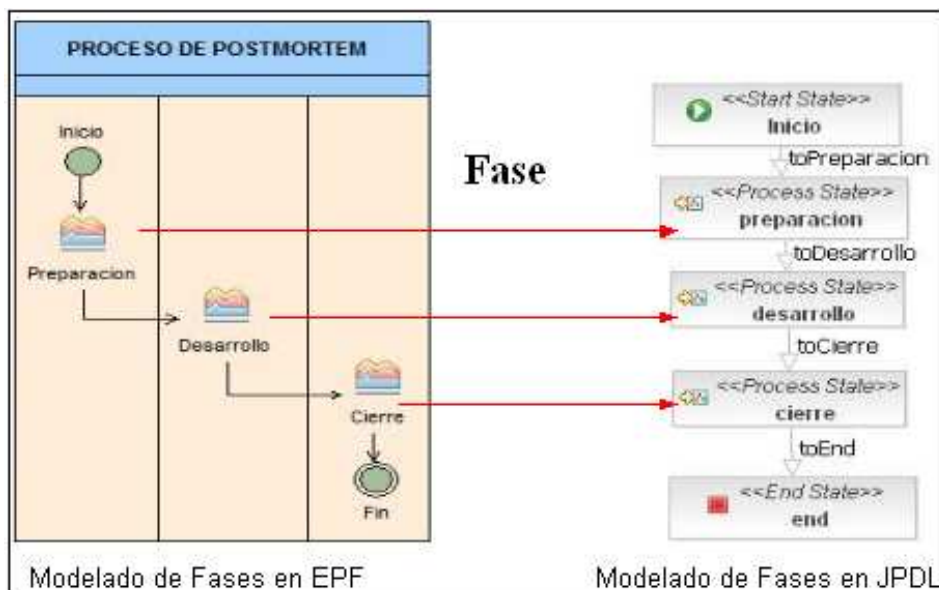 PROCESO DE POSTMORTEM
Inicio
Preparacion
Desarrollo
Cierre
Fin
Fase
<<Start State>>
Inicio
toPreparacion
<<Process State>>
preparacion
toDesarrollo
<<Process State>>
desarrollo
toCierre
<<Process State>>
cierre
toEnd
<<End State>>
end
Modelado de Fases en EPF
Modelado de Fases en JPDL